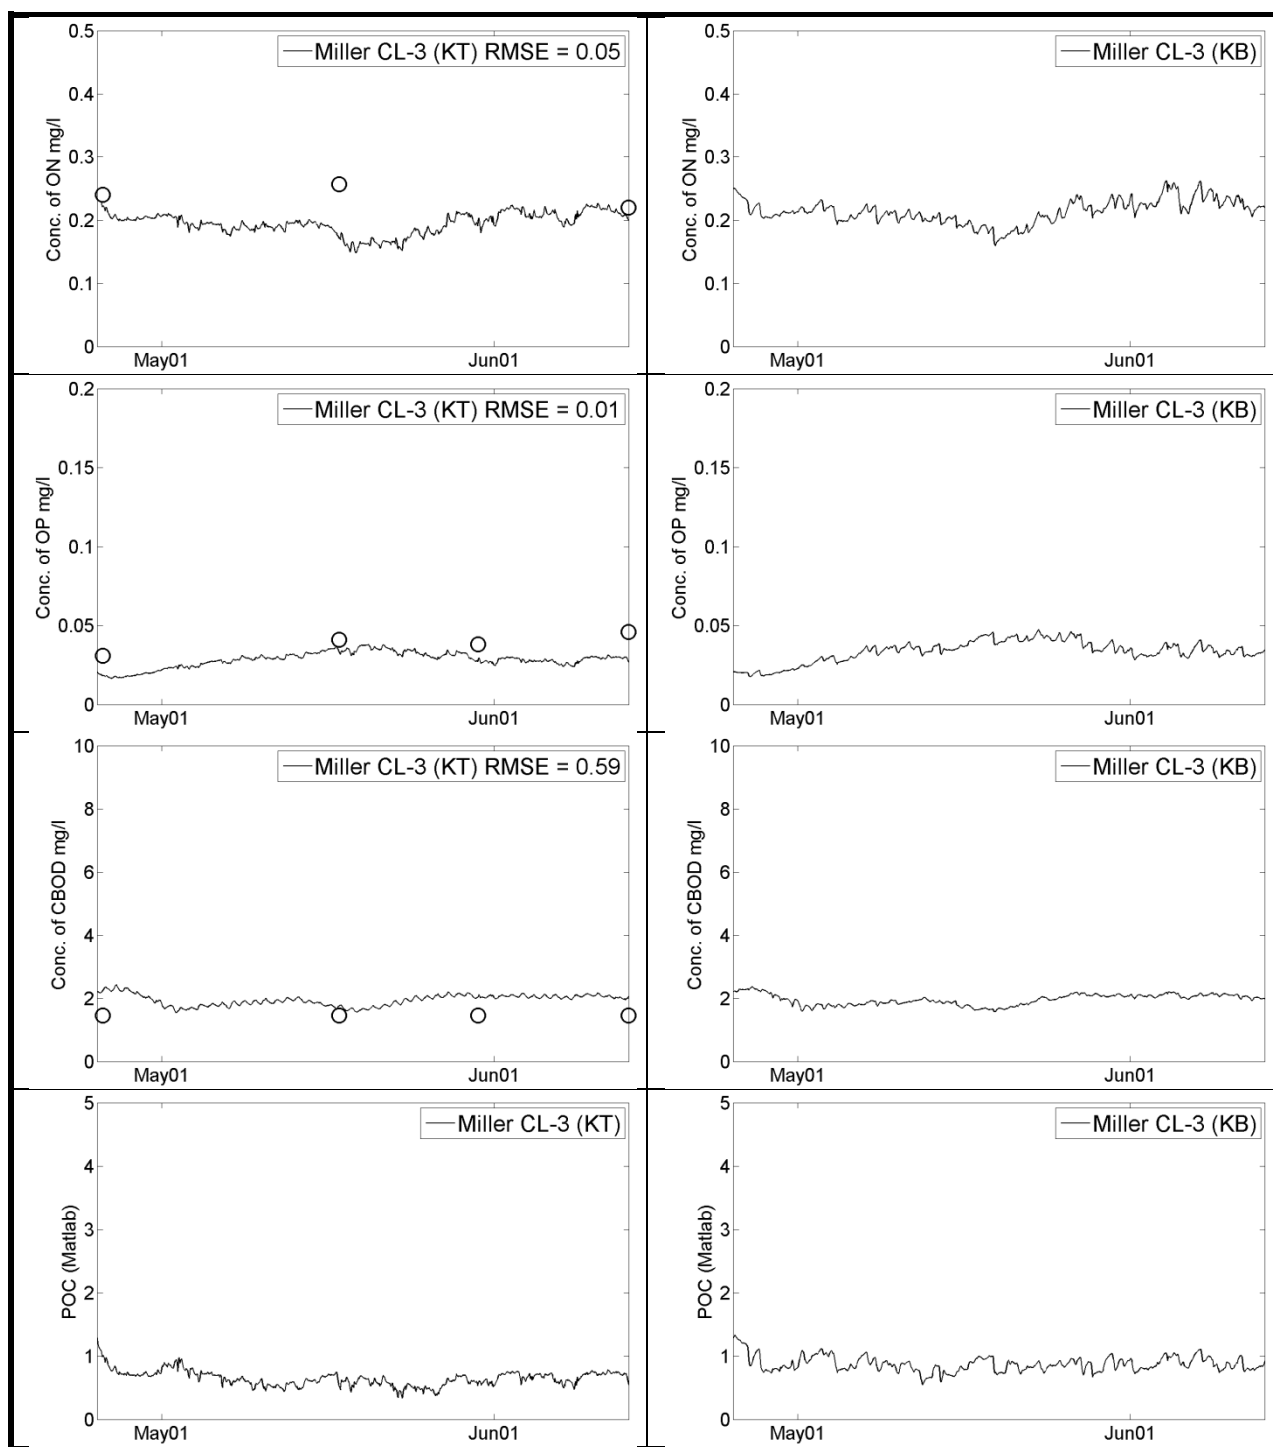 0.5
0.4
0.3
0.2
0.1
0
Conc. of ON mg/l
Miller CL-3 (KT) RMSE = 0.05
May01
Jun01
0.5
0.4
0.3
0.2
0.1
0
Conc. of ON mg/l
Miller CL-3 (KB)
May01
Jun01
0.2
0.15
0.1
0.05
0
Conc. of OP mg/l
Miller CL-3 (KT) RMSE = 0.01
May01
Jun01
0.2
0.15
0.1
0.05
0
Conc. of OP mg/l
Miller CL-3 (KB)
May01
Jun01
10
8
6
4
2
0
Conc. of CBOD mg/l
Miller CL-3 (KT) RMSE = 0.59
May01
Jun01
10
8
6
4
2
0
Conc. of CBOD mg/l
Miller CL-3 (KB)
May01
Jun01
5
4
3
2
1
0
POC (Matlab)
Miller CL-3 (KT)
May01
Jun01
5
4
3
2
1
0
POC (Matlab)
Miller CL-3 (KB)
May01
Jun01